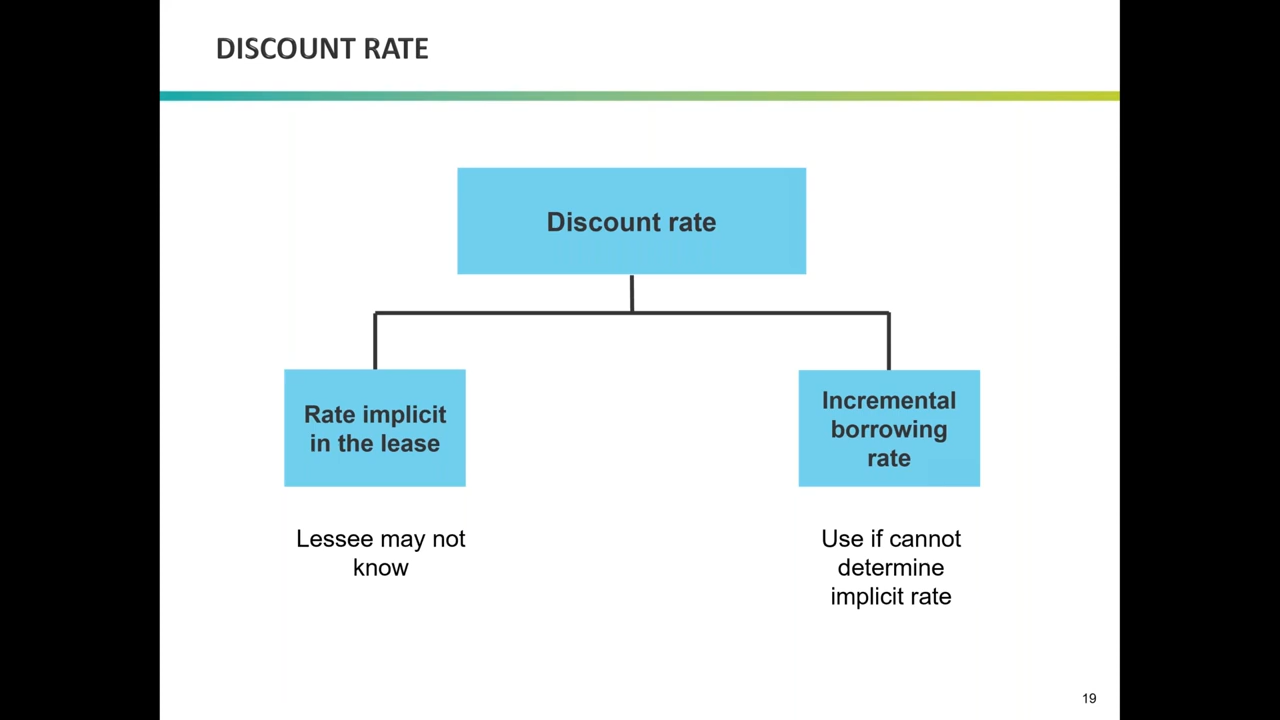 DISCOUNT RATE
Discount rate
Rate implicit
in the lease
Incremental
borrowing
rate
Lessee may not
know
Use if cannot
determine
implicit rate
19